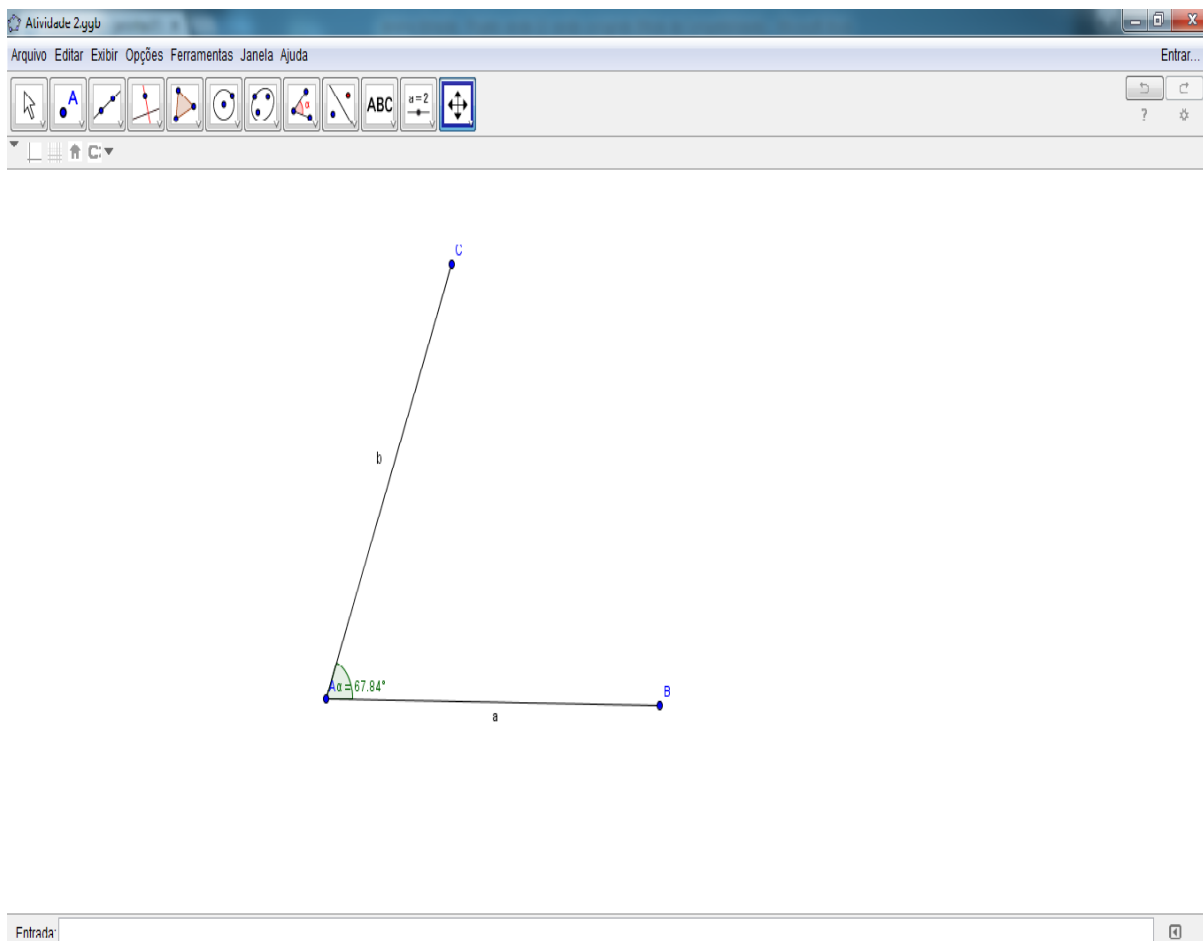 Atividade 2.ggb
Arquivo Editar Exibir Opções Ferramentas Janela Ajuda
Entrar...
A
α
ABC
a=2
?
C:
C
b
A α = 67.84°
B
a
Entrada: